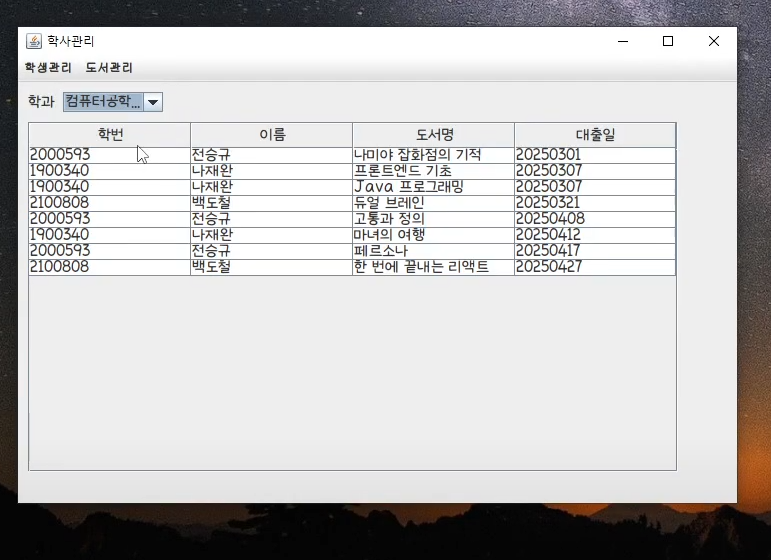 학사관리
학생관리 도서관리
학과 컴퓨터공학...
학번 이름 도서명 대출일
2000593 전승규 나미야 잡화점의 기적 20250301
1900340 나재완 프론트엔드 기초 20250307
1900340 나재완 Java 프로그래밍 20250307
2100808 백도철 듀얼 브레인 20250321
2000593 전승규 고통과 정의 20250408
1900340 나재완 마녀의 여행 20250412
2000593 전승규 페르소나 20250417
2100808 백도철 한 번에 끝내는 리액트 20250427